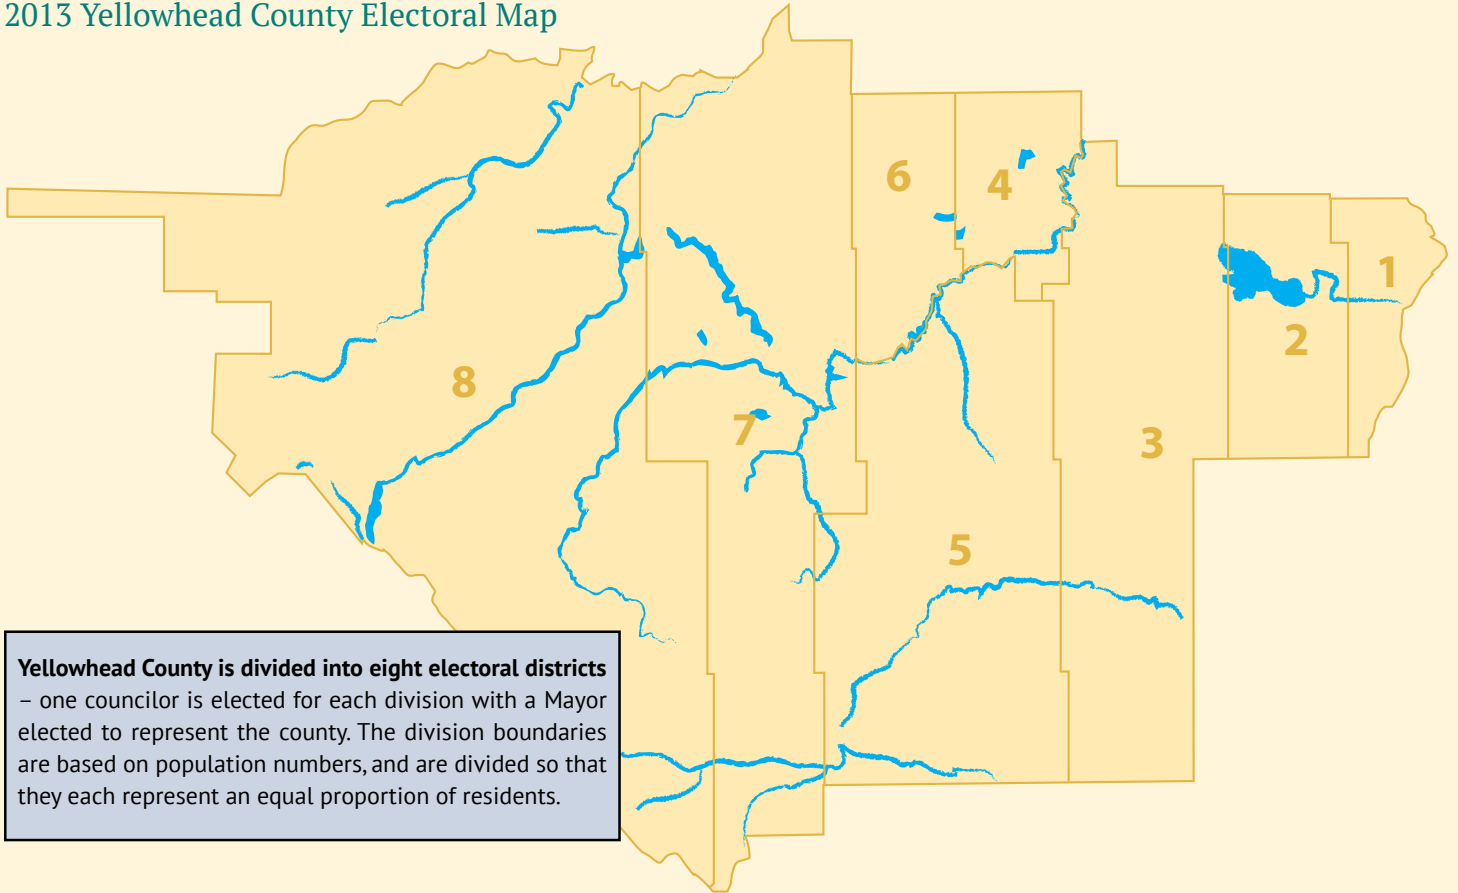 2013 Yellowhead County Electoral Map
6
4
1
2
8
7
3
5
Yellowhead County is divided into eight electoral districts
– one councilor is elected for each division with a Mayor
elected to represent the county. The division boundaries
are based on population numbers, and are divided so that
they each represent an equal proportion of residents.